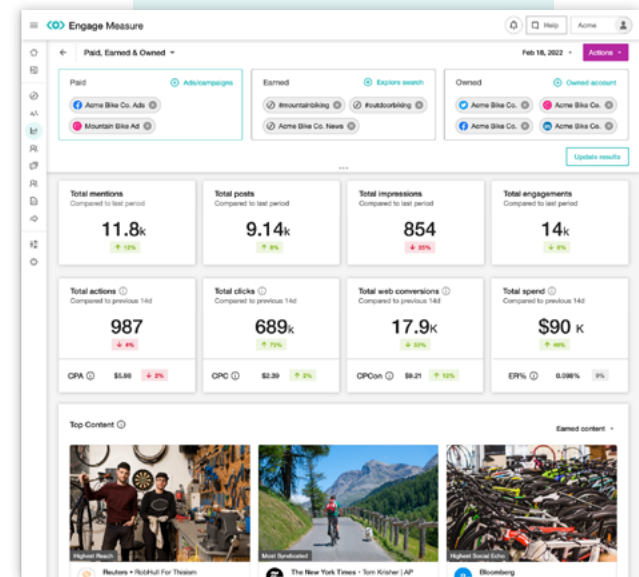 Engage Measure
Help
Acme
Paid, Earned & Owned
Feb 18, 2022
Actions
Paid
Ads/campaigns
Acme Bike Co. Ads
Mountain Bike Ad
Earned
Explore search
#mountainbiking
#outdoorbiking
Acme Bike Co. News
Owned
Owned account
Acme Bike Co.
Acme Bike Co.
Acme Bike Co.
Acme Bike Co.
Update results
Total mentions
Compared to last period
11.8k
↑ 12%
Total posts
Compared to last period
9.14k
↑ 8%
Total impressions
Compared to last period
854
↓ 25%
Total engagements
Compared to last period
14k
↓ 6%
Total actions
Compared to previous 14d
987
↓ 4%
CPA
$5.98
↓ 2%
Total clicks
Compared to previous 14d
689k
↑ 73%
CPC
$2.39
↑ 5%
Total web conversions
Compared to previous 14d
17.9K
↓ 33%
CPCon
$9.21
↑ 12%
Total spend
Compared to previous 14d
$90 K
↑ 49%
ER%
0.098%
0%
Top Content
Earned content
Highest Reach
Reuters • RobHull For Thisism
Most Syndicated
The New York Times • Tom Krisher | AP
Highest Social Echo
Bloomberg